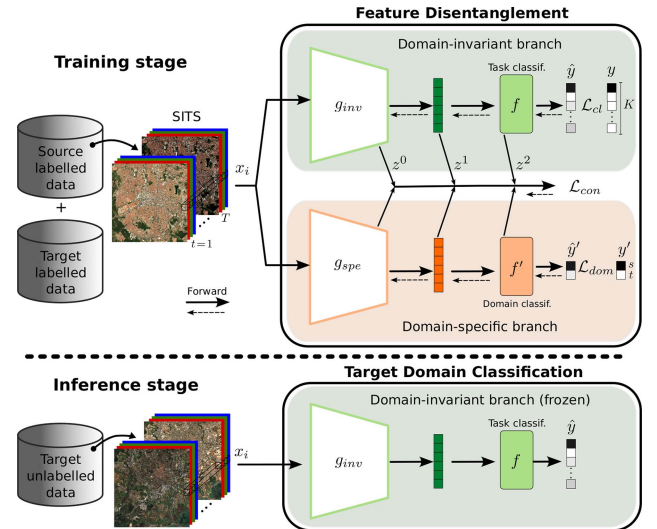 Feature Disentanglement
Training stage
Domain-invariant branch
Task classif.
ŷ y
g_inv
f
L_cl
K
SITS
Source
labelled
data
+
Target
labelled
data
x_i
T
t=1
z^0 z^1 z^2
L_con
Forward
g_spe
f'
ŷ' y'
L_dom
s
t
Domain classif.
Domain-specific branch
Inference stage
Target Domain Classification
Domain-invariant branch (frozen)
Task classif.
ŷ
Target
unlabelled
data
x_i
g_inv
f